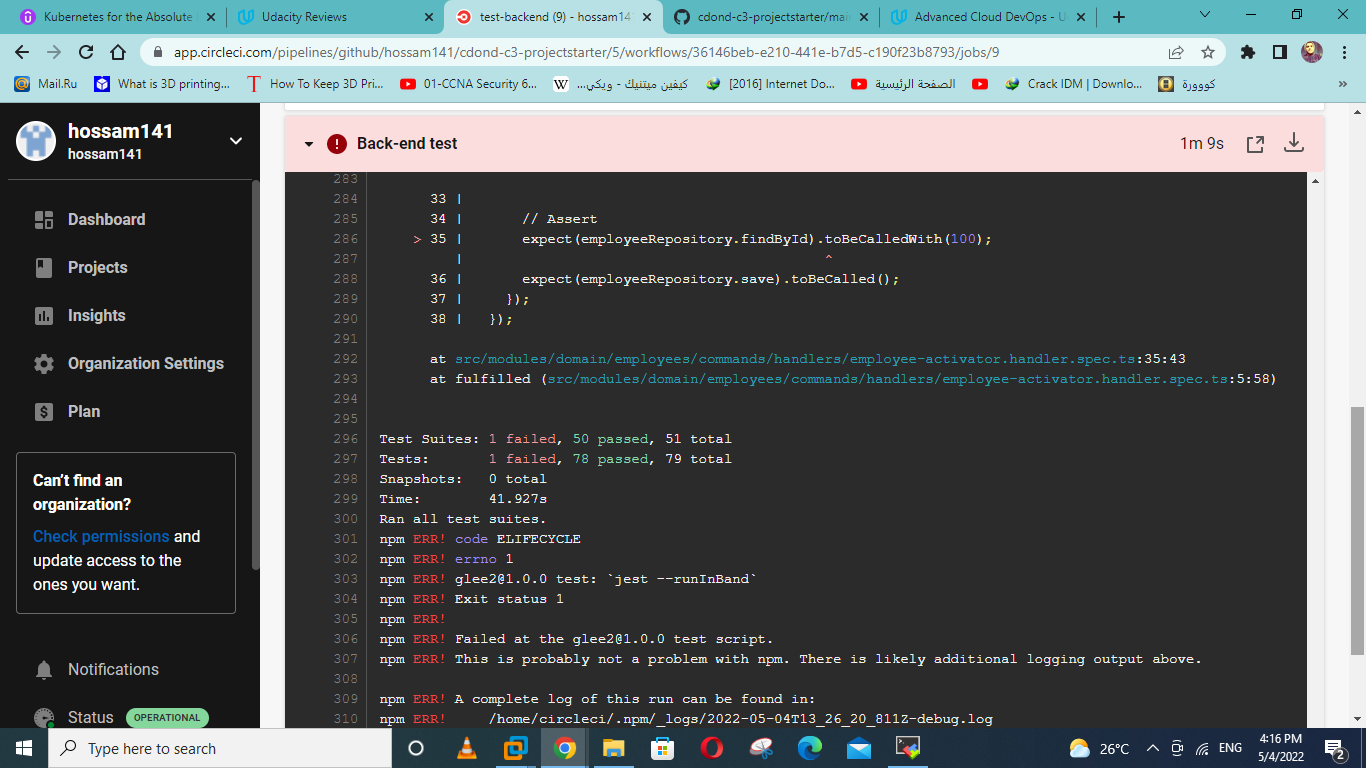 Kubernetes for the Absolute
Udacity Reviews
test-backend (9) - hossam141
cdond-c3-projectstarter/main
Advanced Cloud DevOps - U
app.circleci.com/pipelines/github/hossam141/cdond-c3-projectstarter/5/workflows/36146beb-e210-441e-b7d5-c190f23b8793/jobs/9
Mail.Ru
What is 3D printing...
How To Keep 3D Pri...
01-CCNA Security 6...
كيفين ميتنيك - ويكي...
[2016] Internet Do...
الصفحة الرئيسية
Crack IDM | Downlo...
كووورة
»
hossam141
hossam141
Dashboard
Projects
Insights
Organization Settings
Plan
Can't find an
organization?
Check permissions and
update access to the
ones you want.
Notifications
Status OPERATIONAL
Back-end test 1m 9s
283
284 33 |
285 34 | // Assert
286 > 35 | expect(employeeRepository.findById).toBeCalledWith(100);
287 | ^
288 36 | expect(employeeRepository.save).toBeCalled();
289 37 | });
290 38 | });
291
292 at src/modules/domain/employees/commands/handlers/employee-activator.handler.spec.ts:35:43
293 at fulfilled (src/modules/domain/employees/commands/handlers/employee-activator.handler.spec.ts:5:58)
294
295
296 Test Suites: 1 failed, 50 passed, 51 total
297 Tests: 1 failed, 78 passed, 79 total
298 Snapshots: 0 total
299 Time: 41.927s
300 Ran all test suites.
301 npm ERR! code ELIFECYCLE
302 npm ERR! errno 1
303 npm ERR! glee2@1.0.0 test: `jest --runInBand`
304 npm ERR! Exit status 1
305 npm ERR!
306 npm ERR! Failed at the glee2@1.0.0 test script.
307 npm ERR! This is probably not a problem with npm. There is likely additional logging output above.
308
309 npm ERR! A complete log of this run can be found in:
310 npm ERR! /home/circleci/.npm/_logs/2022-05-04T13_26_20_811Z-debug.log
Type here to search
26°C
ENG
4:16 PM
5/4/2022
2